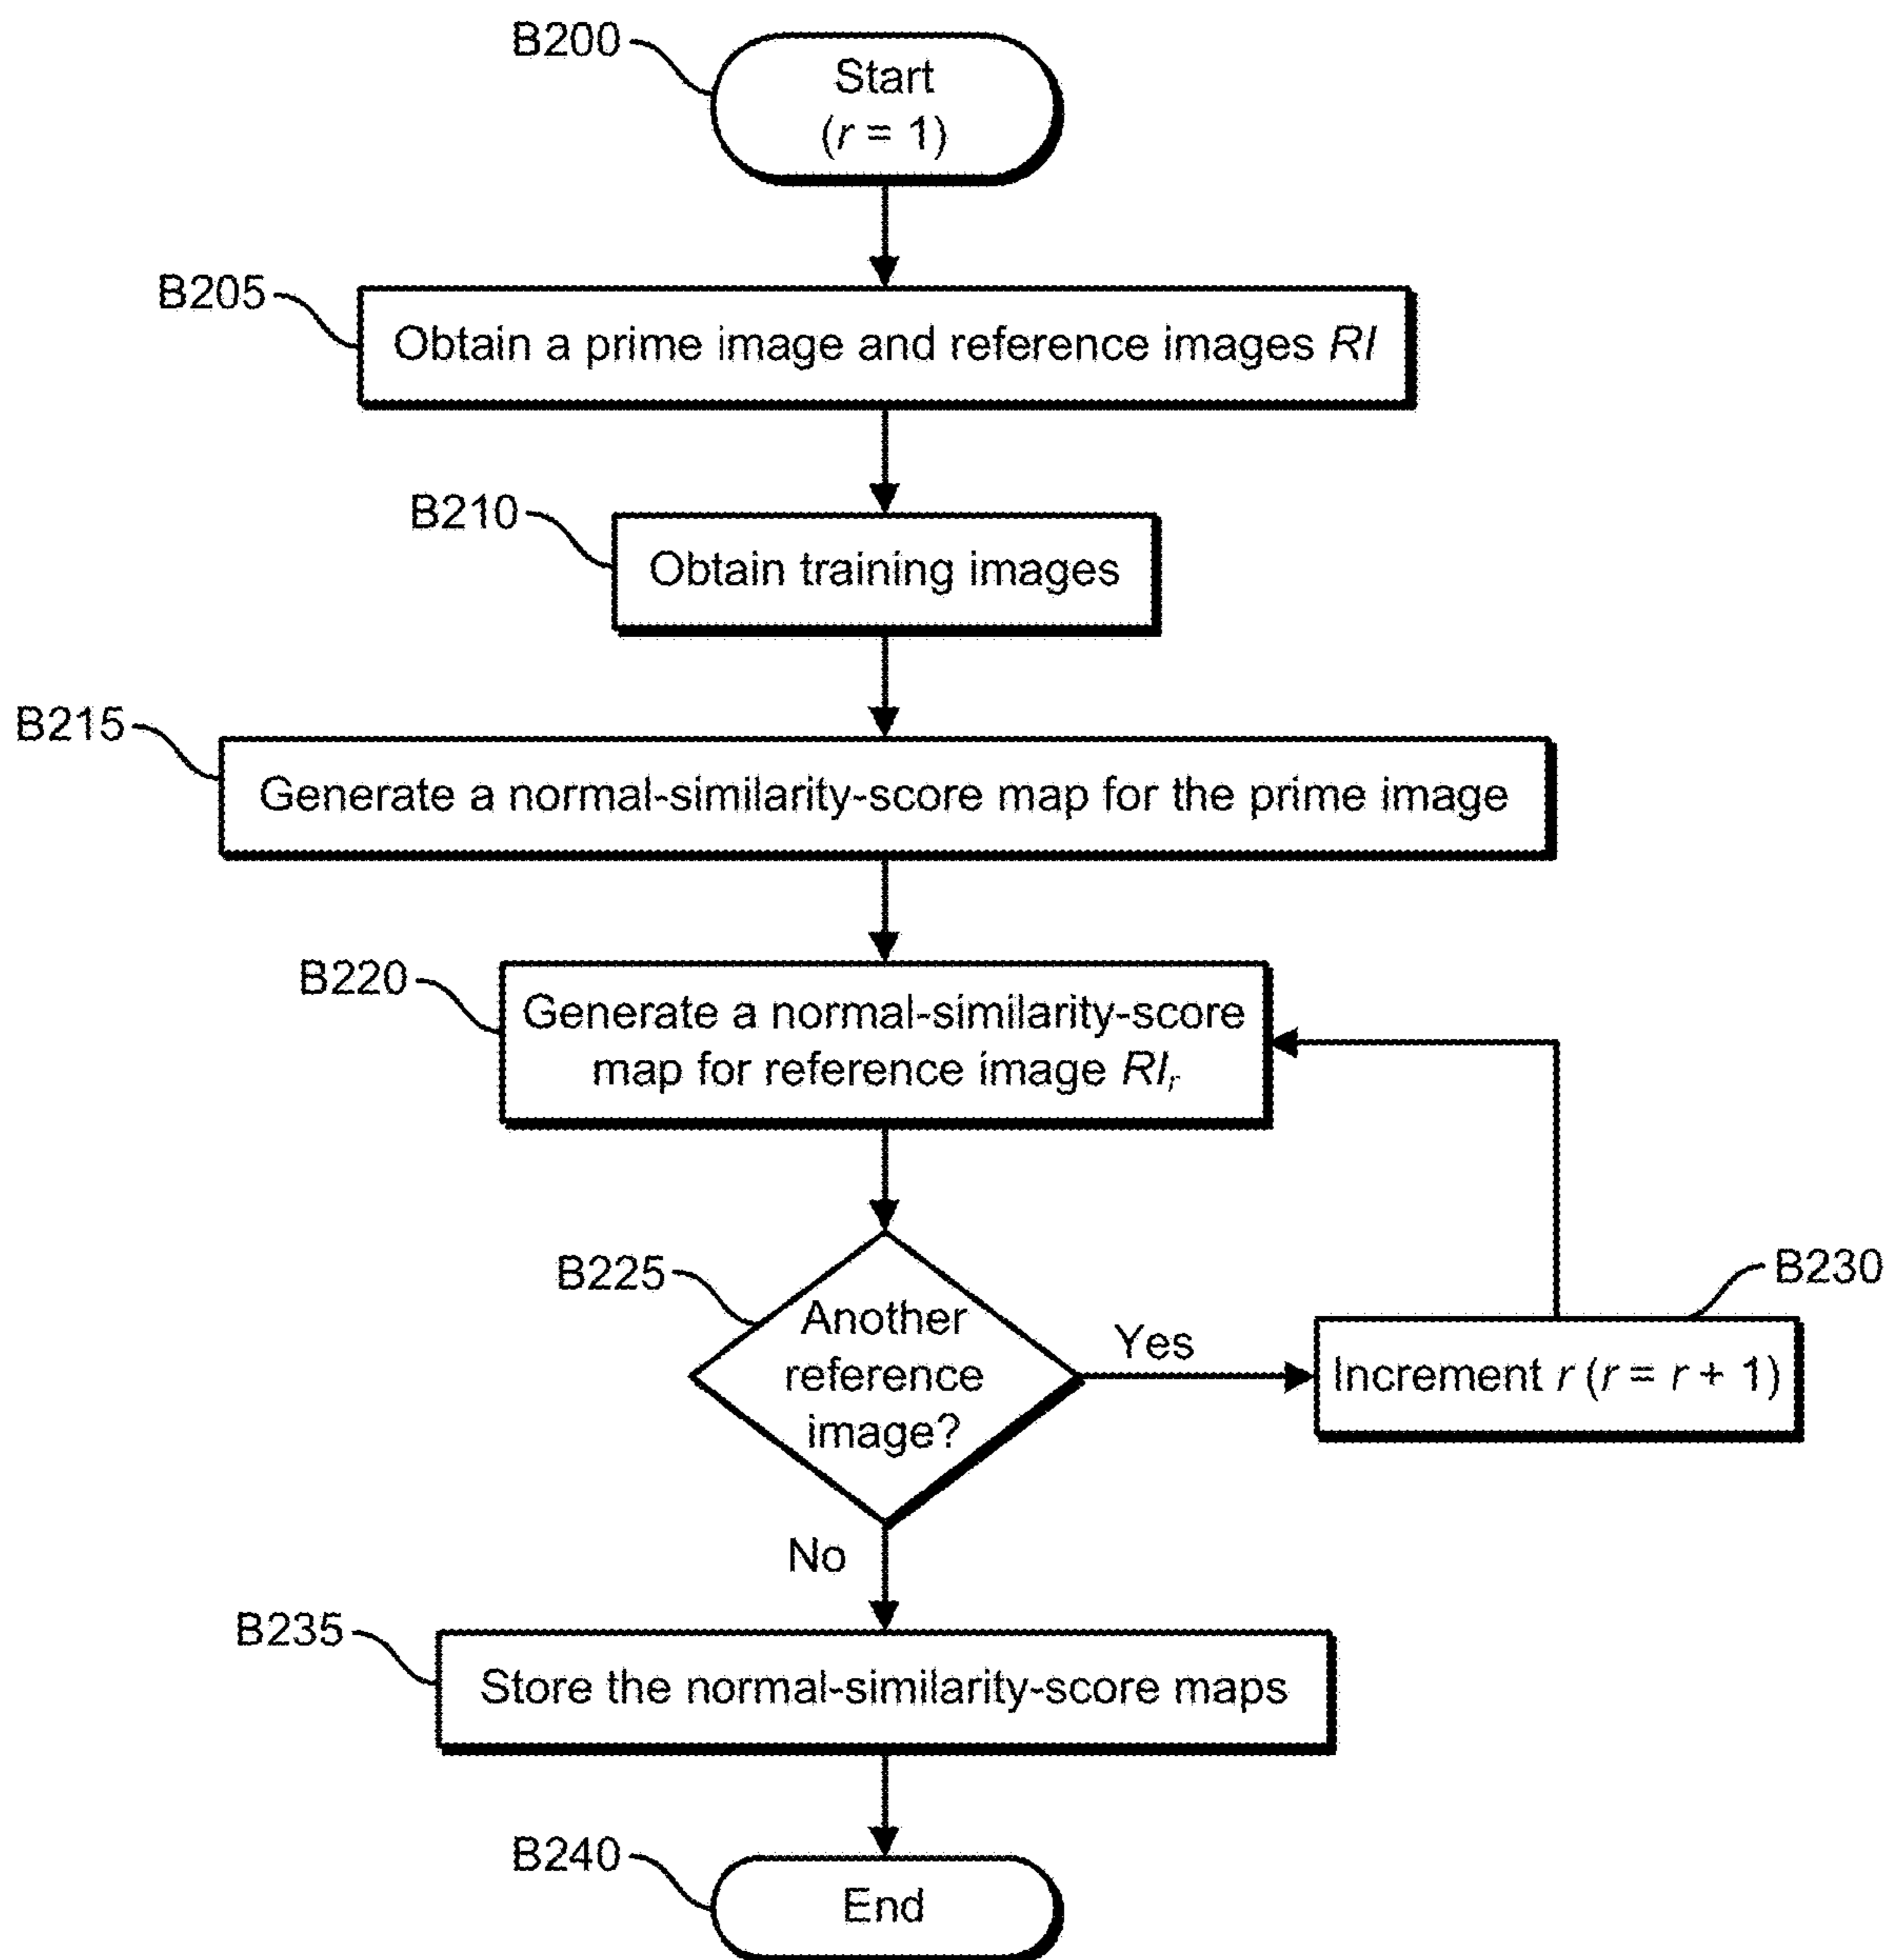 B200
Start
(r = 1)
B205
Obtain a prime image and reference images RI
B210
Obtain training images
B215
Generate a normal-similarity-score map for the prime image
B220
Generate a normal-similarity-score
map for reference image RIr
B225
Another
reference
image?
Yes
B230
Increment r (r = r + 1)
No
B235
Store the normal-similarity-score maps
B240
End